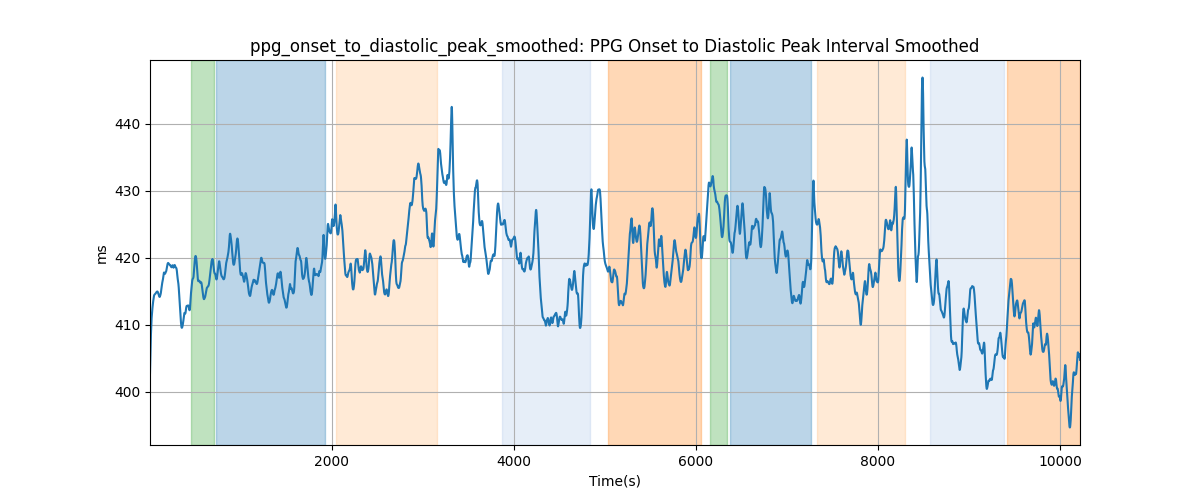 ppg_onset_to_diastolic_peak_smoothed: PPG Onset to Diastolic Peak Interval Smoothed
440
430
420
410
400
ms
2000 4000 6000 8000 10000
Time(s)